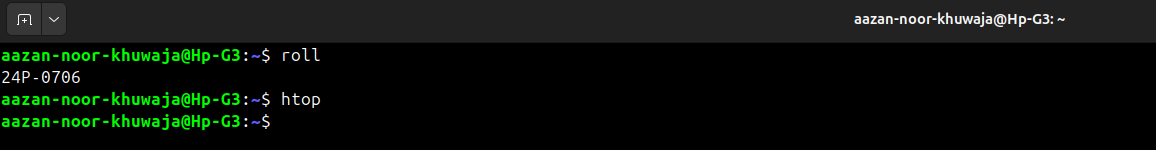 aazan-noor-khuwaja@Hp-G3: ~
aazan-noor-khuwaja@Hp-G3:~$ roll
24P-0706
aazan-noor-khuwaja@Hp-G3:~$ htop
aazan-noor-khuwaja@Hp-G3:~$